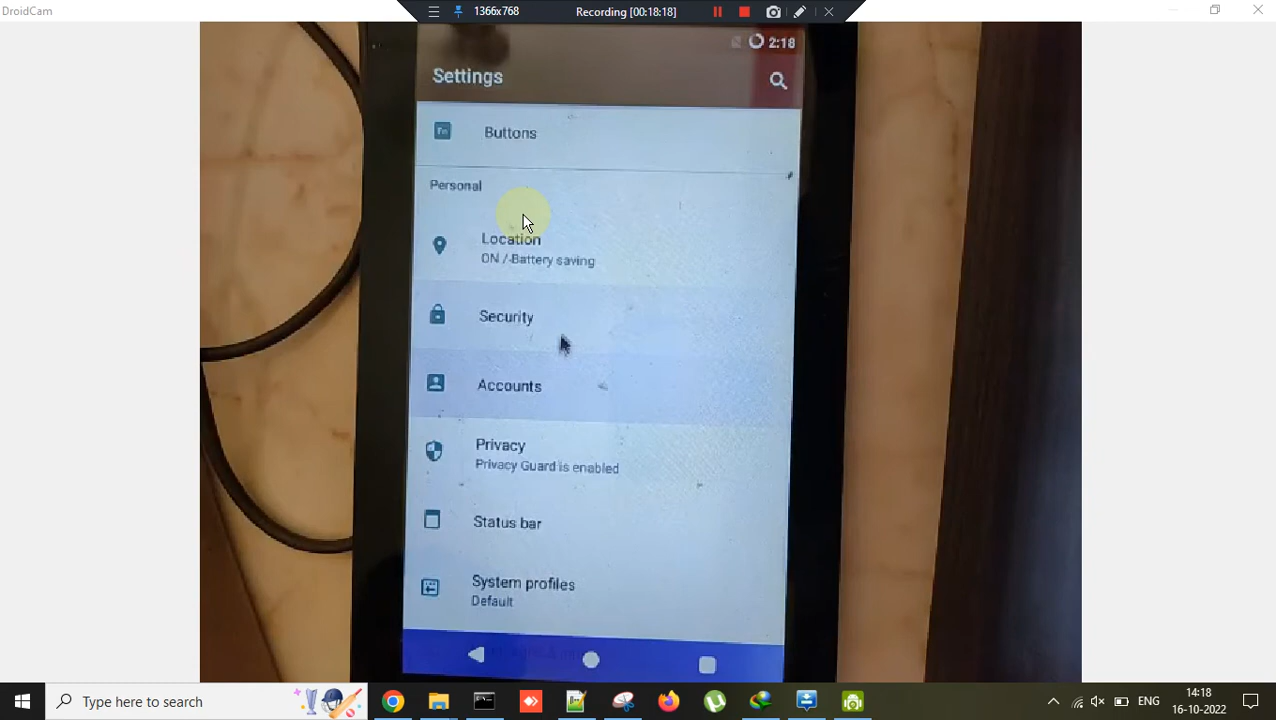 DroidCam
1366x768
Recording [00:18:18]
2:18
Settings
Fn
Buttons
Personal
Location
ON / Battery saving
Security
Accounts
Privacy
Privacy Guard is enabled
Status bar
System profiles
Default
Type here to search
ENG
14:18
16-10-2022